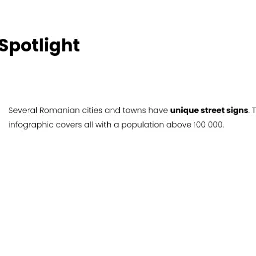 Spotlight
Several Romanian cities and towns have unique street signs. T
infographic covers all with a population above 100 000.